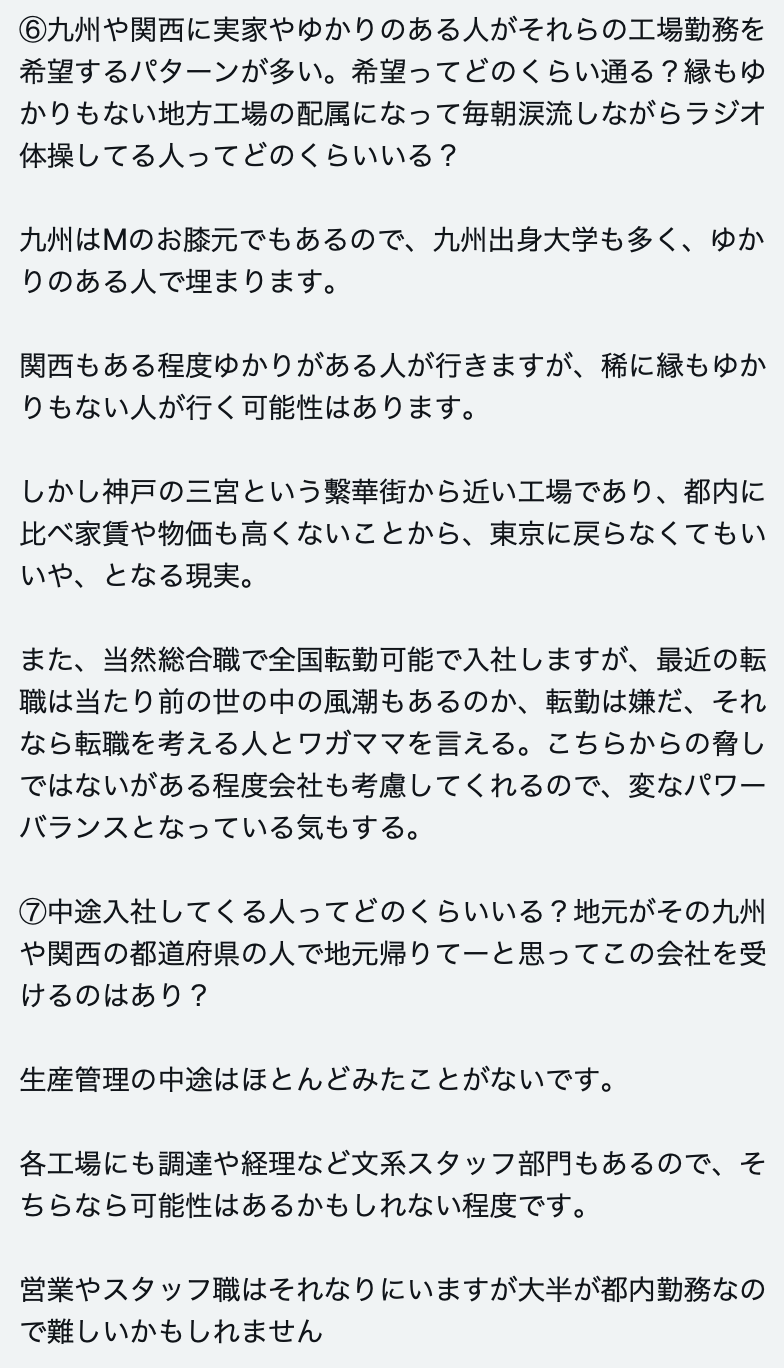 ⑥九州や関西に実家やゆかりのある人がそれらの工場勤務を
希望するパターンが多い。希望ってどのくらい通る？縁もゆ
かりもない地方工場の配属になって毎朝涙流しながらラジオ
体操してる人ってどのくらいいる？
九州はMのお膝元でもあるので、九州出身大学も多く、ゆか
りのある人で埋まります。
関西もある程度ゆかりがある人が行きますが、稀に縁もゆか
りもない人が行く可能性はあります。
しかし神戸の三宮という繫華街から近い工場であり、都内に
比べ家賃や物価も高くないことから、東京に戻らなくてもい
いや、となる現実。
また、当然総合職で全国転勤可能で入社しますが、最近の転
職は当たり前の世の中の風潮もあるのか、転勤は嫌だ、それ
なら転職を考える人とワガママを言える。こちらからの脅し
ではないがある程度会社も考慮してくれるので、変なパワー
バランスとなっている気もする。
⑦中途入社してくる人ってどのくらいいる？地元がその九州
や関西の都道府県の人で地元帰りてーと思ってこの会社を受
けるのはあり？
生産管理の中途はほとんどみたことがないです。
各工場にも調達や経理など文系スタッフ部門もあるので、そ
ちらなら可能性はあるかもしれない程度です。
営業やスタッフ職はそれなりにいますが大半が都内勤務なの
で難しいかもしれません